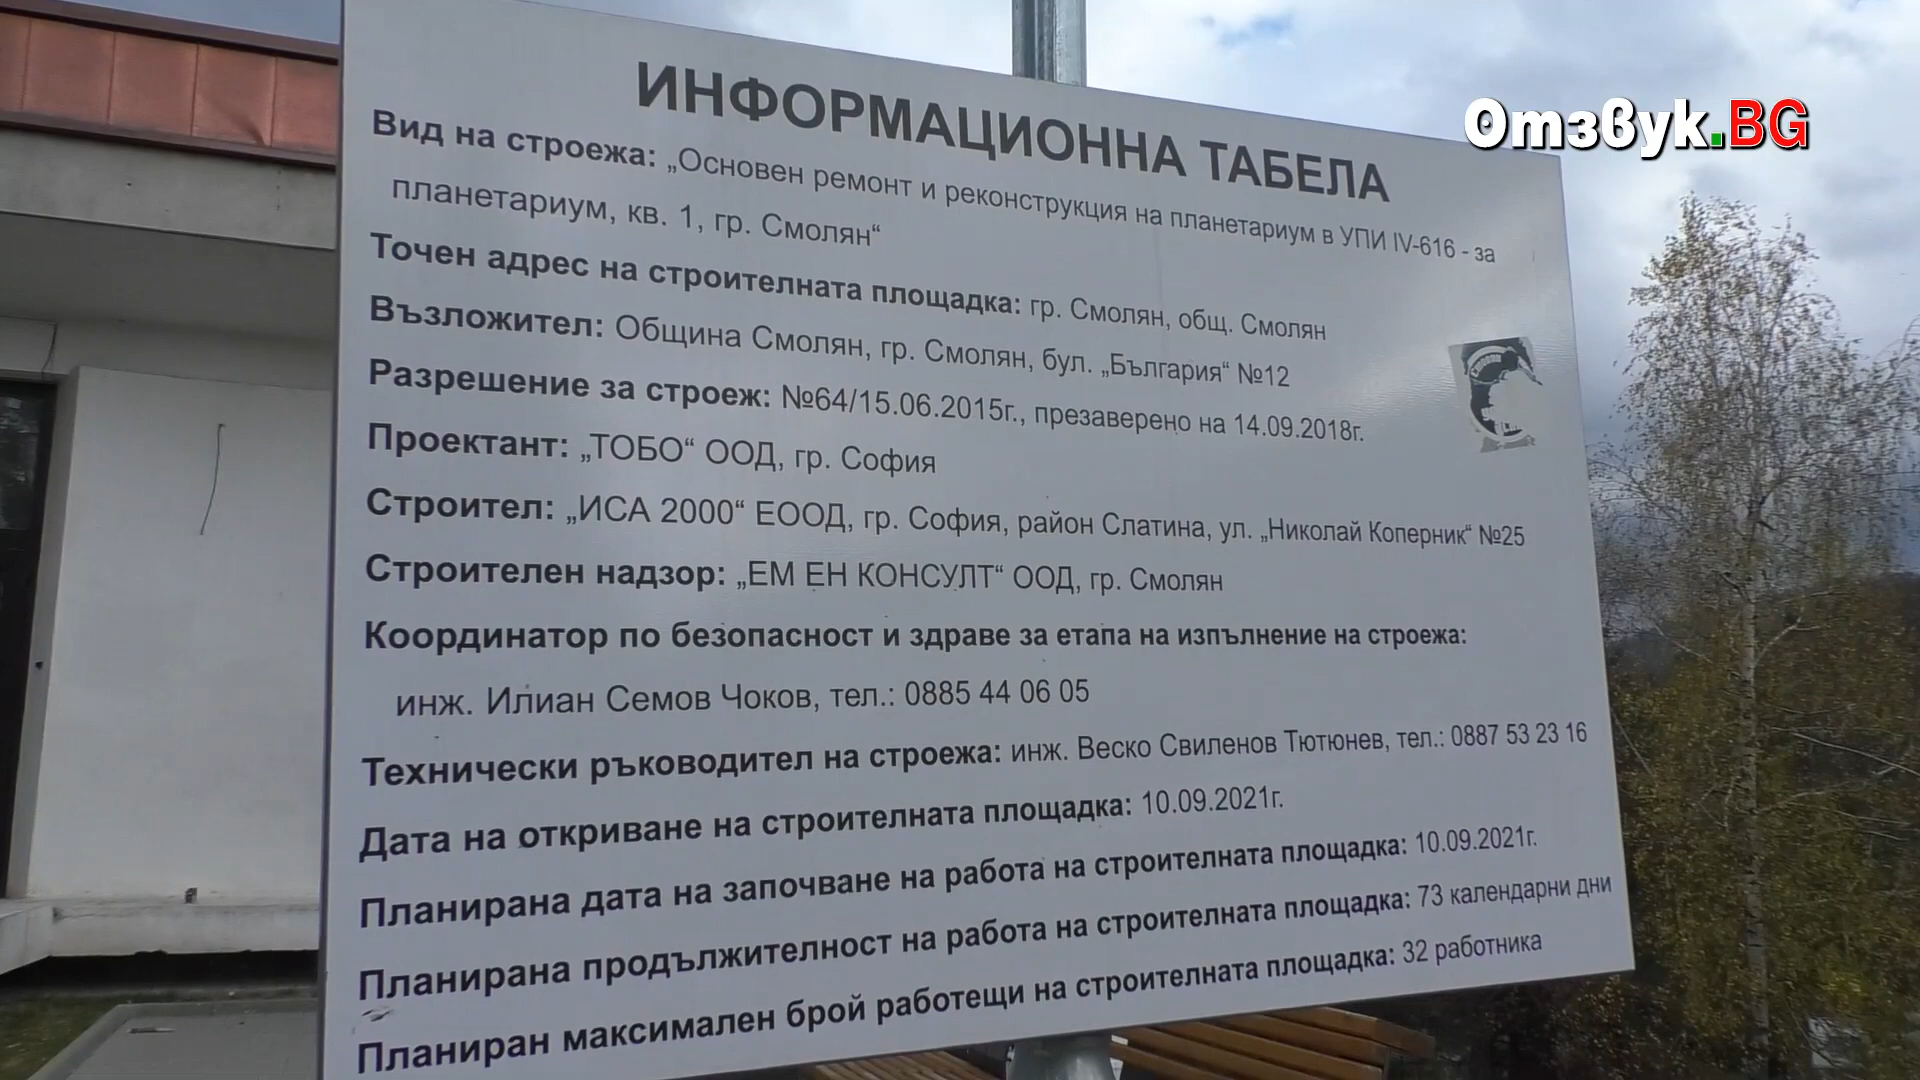 Отзвук.BG
ИНФОРМАЦИОННА ТАБЕЛА
Вид на строежа: „Основен ремонт и реконструкция на планетариум в УПИ IV-616 - за
планетариум, кв. 1, гр. Смолян“
Точен адрес на строителната площадка: гр. Смолян, общ. Смолян
Възложител: Община Смолян, гр. Смолян, бул. „България“ №12
Разрешение за строеж: №64/15.06.2015г., презаверено на 14.09.2018г.
Проектант: „ТОБО“ ООД, гр. София
Строител: „ИСА 2000“ ЕООД, гр. София, район Слатина, ул. „Николай Коперник“ №25
Строителен надзор: „ЕМ ЕН КОНСУЛТ“ ООД, гр. Смолян
Координатор по безопасност и здраве за етапа на изпълнение на строежа:
инж. Илиан Семов Чоков, тел.: 0885 44 06 05
Технически ръководител на строежа: инж. Веско Свиленов Тютюнев, тел.: 0887 53 23 16
Дата на откриване на строителната площадка: 10.09.2021г.
Планирана дата на започване на работа на строителната площадка: 10.09.2021г.
Планирана продължителност на работа на строителната площадка: 73 календарни дни
Планиран максимален брой работещи на строителната площадка: 32 работника